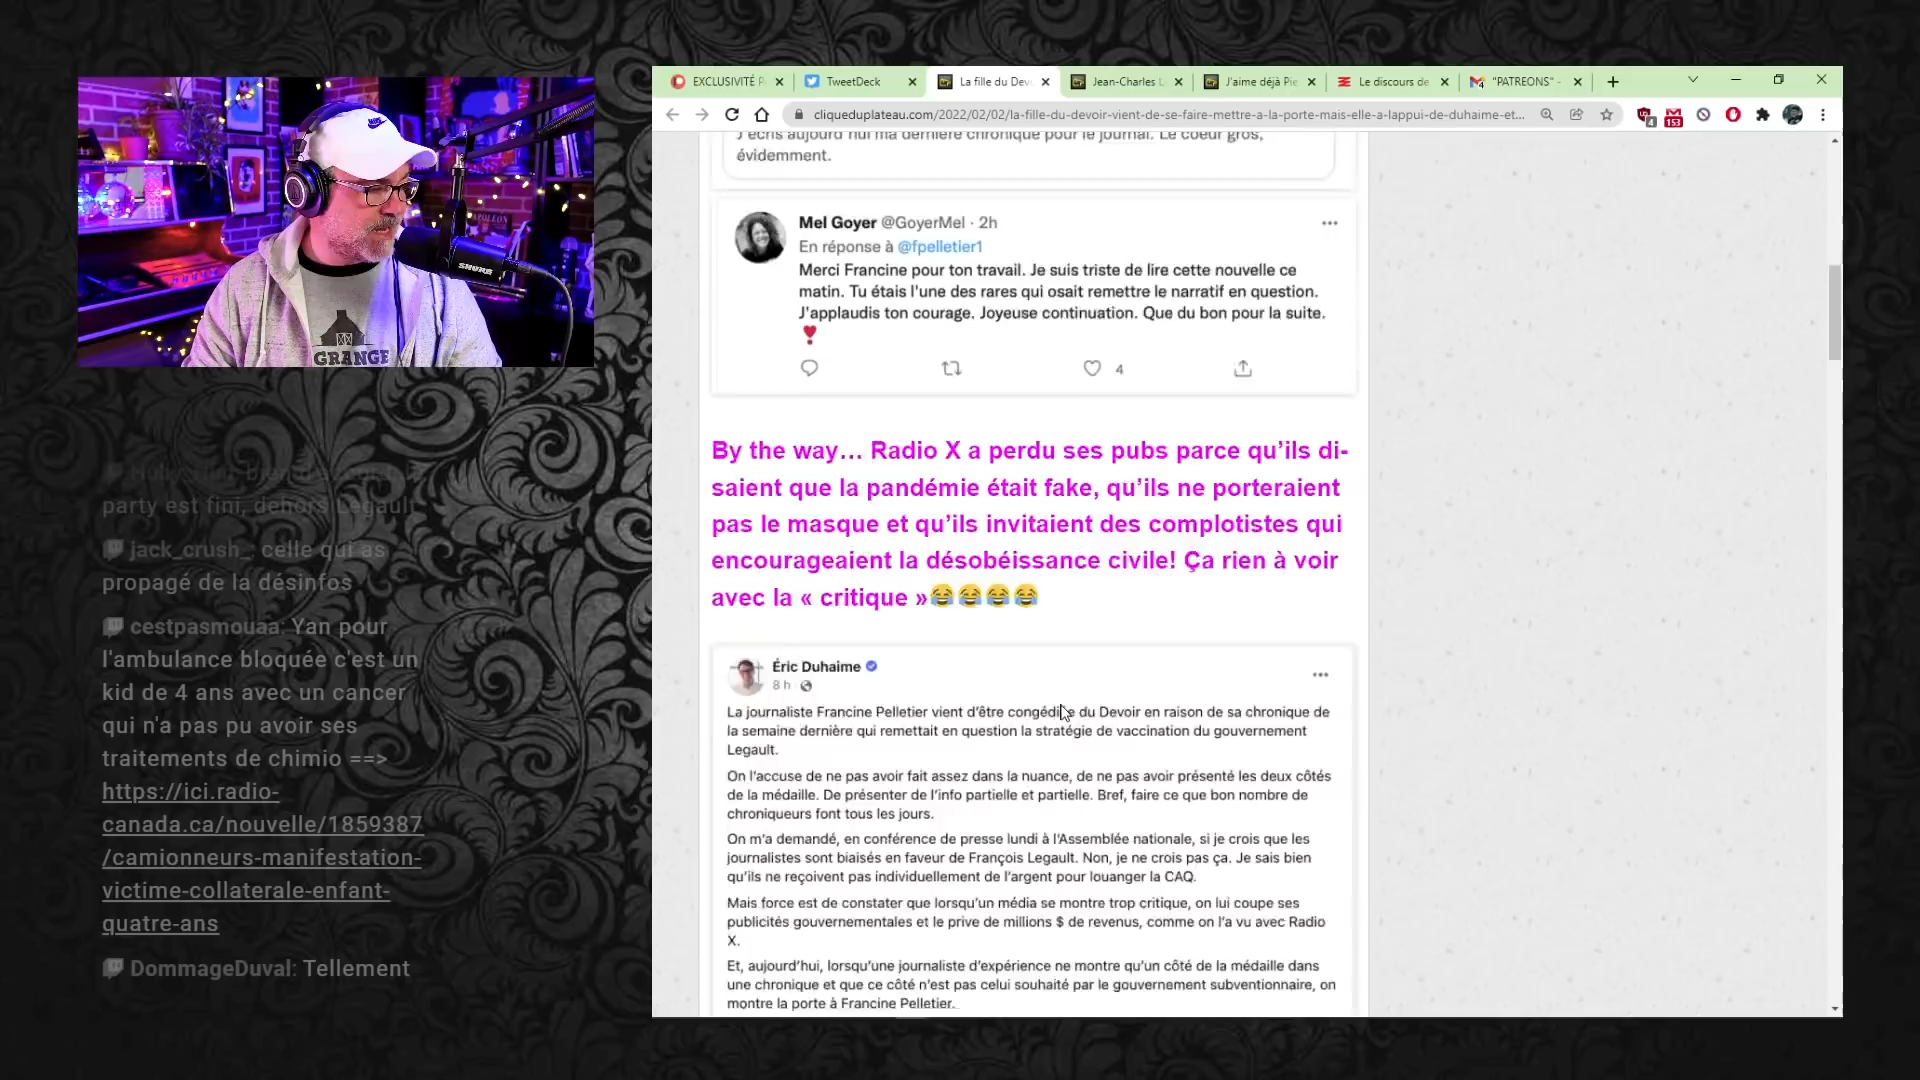 EXCLUSIVITÉ P
TweetDeck
La fille du Dev
Jean-Charles L
J'aime déjà Pie
Le discours de
"PATREONS" -
cliqueduplateau.com/2022/02/02/la-fille-du-devoir-vient-de-se-faire-mettre-a-la-porte-mais-elle-a-lappui-de-duhaime-et...
4
153
J'écris aujourd'hui ma dernière chronique pour le journal. Le coeur gros,
évidemment.
Mel Goyer @GoyerMel · 2h
En réponse à @fpelletier1
Merci Francine pour ton travail. Je suis triste de lire cette nouvelle ce
matin. Tu étais l'une des rares qui osait remettre le narratif en question.
J'applaudis ton courage. Joyeuse continuation. Que du bon pour la suite.
4
By the way… Radio X a perdu ses pubs parce qu'ils di-
saient que la pandémie était fake, qu'ils ne porteraient
pas le masque et qu'ils invitaient des complotistes qui
encourageaient la désobéissance civile! Ça rien à voir
avec la « critique »😂😂😂😂
Éric Duhaime
8 h
La journaliste Francine Pelletier vient d'être congédiée du Devoir en raison de sa chronique de
la semaine dernière qui remettait en question la stratégie de vaccination du gouvernement
Legault.
On l'accuse de ne pas avoir fait assez dans la nuance, de ne pas avoir présenté les deux côtés
de la médaille. De présenter de l'info partielle et partielle. Bref, faire ce que bon nombre de
chroniqueurs font tous les jours.
On m'a demandé, en conférence de presse lundi à l'Assemblée nationale, si je crois que les
journalistes sont biaisés en faveur de François Legault. Non, je ne crois pas ça. Je sais bien
qu'ils ne reçoivent pas individuellement de l'argent pour louanger la CAQ.
Mais force est de constater que lorsqu'un média se montre trop critique, on lui coupe ses
publicités gouvernementales et le prive de millions $ de revenus, comme on l'a vu avec Radio
X.
Et, aujourd'hui, lorsqu'une journaliste d'expérience ne montre qu'un côté de la médaille dans
une chronique et que ce côté n'est pas celui souhaité par le gouvernement subventionnaire, on
montre la porte à Francine Pelletier.
NAPOLEON
SHURE
GRANGE
party est fini, dehors Legault
jack_crush_: celle qui as
propagé de la désinfos
cestpasmouaa: Yan pour
l'ambulance bloquée c'est un
kid de 4 ans avec un cancer
qui n'a pas pu avoir ses
traitements de chimio ==>
https://ici.radio-
canada.ca/nouvelle/1859387
/camionneurs-manifestation-
victime-collaterale-enfant-
quatre-ans
DommageDuval: Tellement